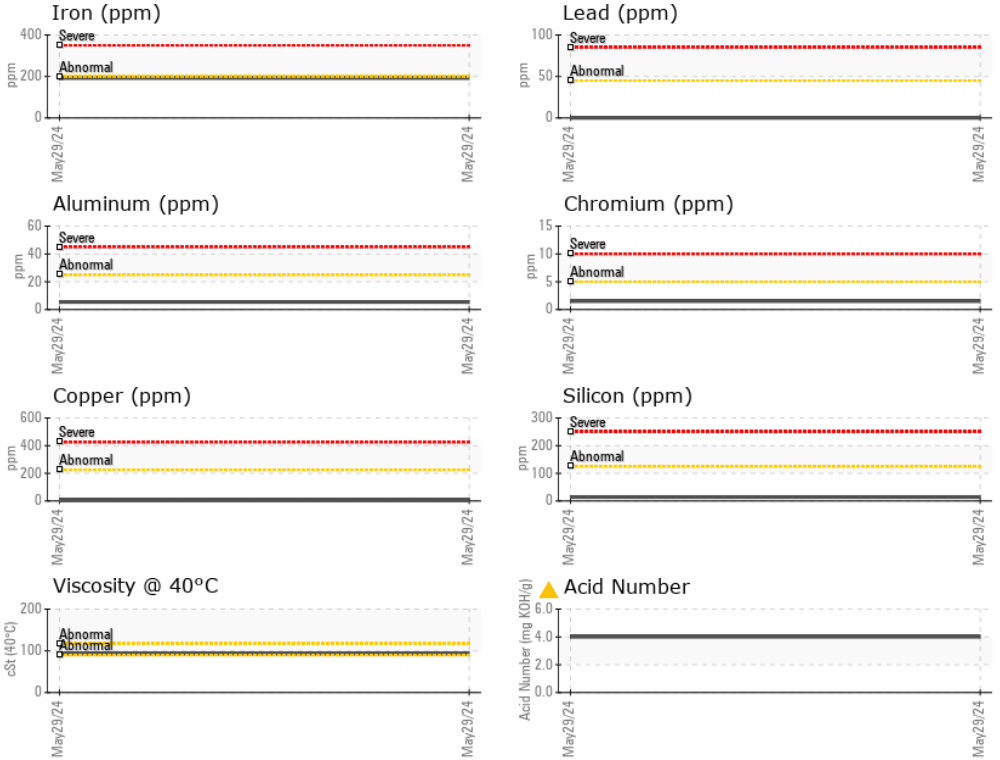 Iron (ppm)
400
200
0
ppm
Severe
Abnormal
May29/24
May29/24
Lead (ppm)
100
50
0
ppm
Severe
Abnormal
May29/24
May29/24
Aluminum (ppm)
60
40
20
0
ppm
Severe
Abnormal
May29/24
May29/24
Chromium (ppm)
15
10
5
0
ppm
Severe
Abnormal
May29/24
May29/24
Copper (ppm)
600
400
200
0
ppm
Severe
Abnormal
May29/24
May29/24
Silicon (ppm)
300
200
100
0
ppm
Severe
Abnormal
May29/24
May29/24
Viscosity @ 40°C
200
100
0
cSt (40°C)
Abnormal
Abnormal
May29/24
May29/24
Acid Number
6.0
4.0
2.0
0.0
Acid Number (mg KOH/g)
May29/24
May29/24